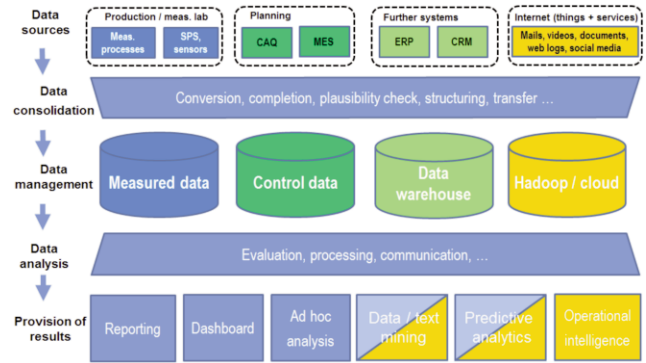 Data
sources
Production / meas. lab
Meas.
processes
SPS,
sensors
Planning
CAQ
MES
Further systems
ERP
CRM
Internet (things + services)
Mails, videos, documents,
web logs, social media
Data
consolidation
Conversion, completion, plausibility check, structuring, transfer ...
Data
management
Measured data
Control data
Data
warehouse
Hadoop / cloud
Data
analysis
Evaluation, processing, communication, ...
Provision of
results
Reporting
Dashboard
Ad hoc
analysis
Data / text
mining
Predictive
analytics
Operational
intelligence